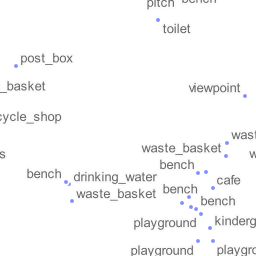 pitch bench
toilet
post_box
_basket
viewpoint
cycle_shop
wast
waste_basket
s
w
bench
bench
drinking_water
cafe
waste_basket
bench
bench
playground
kinderg
playground
playgro